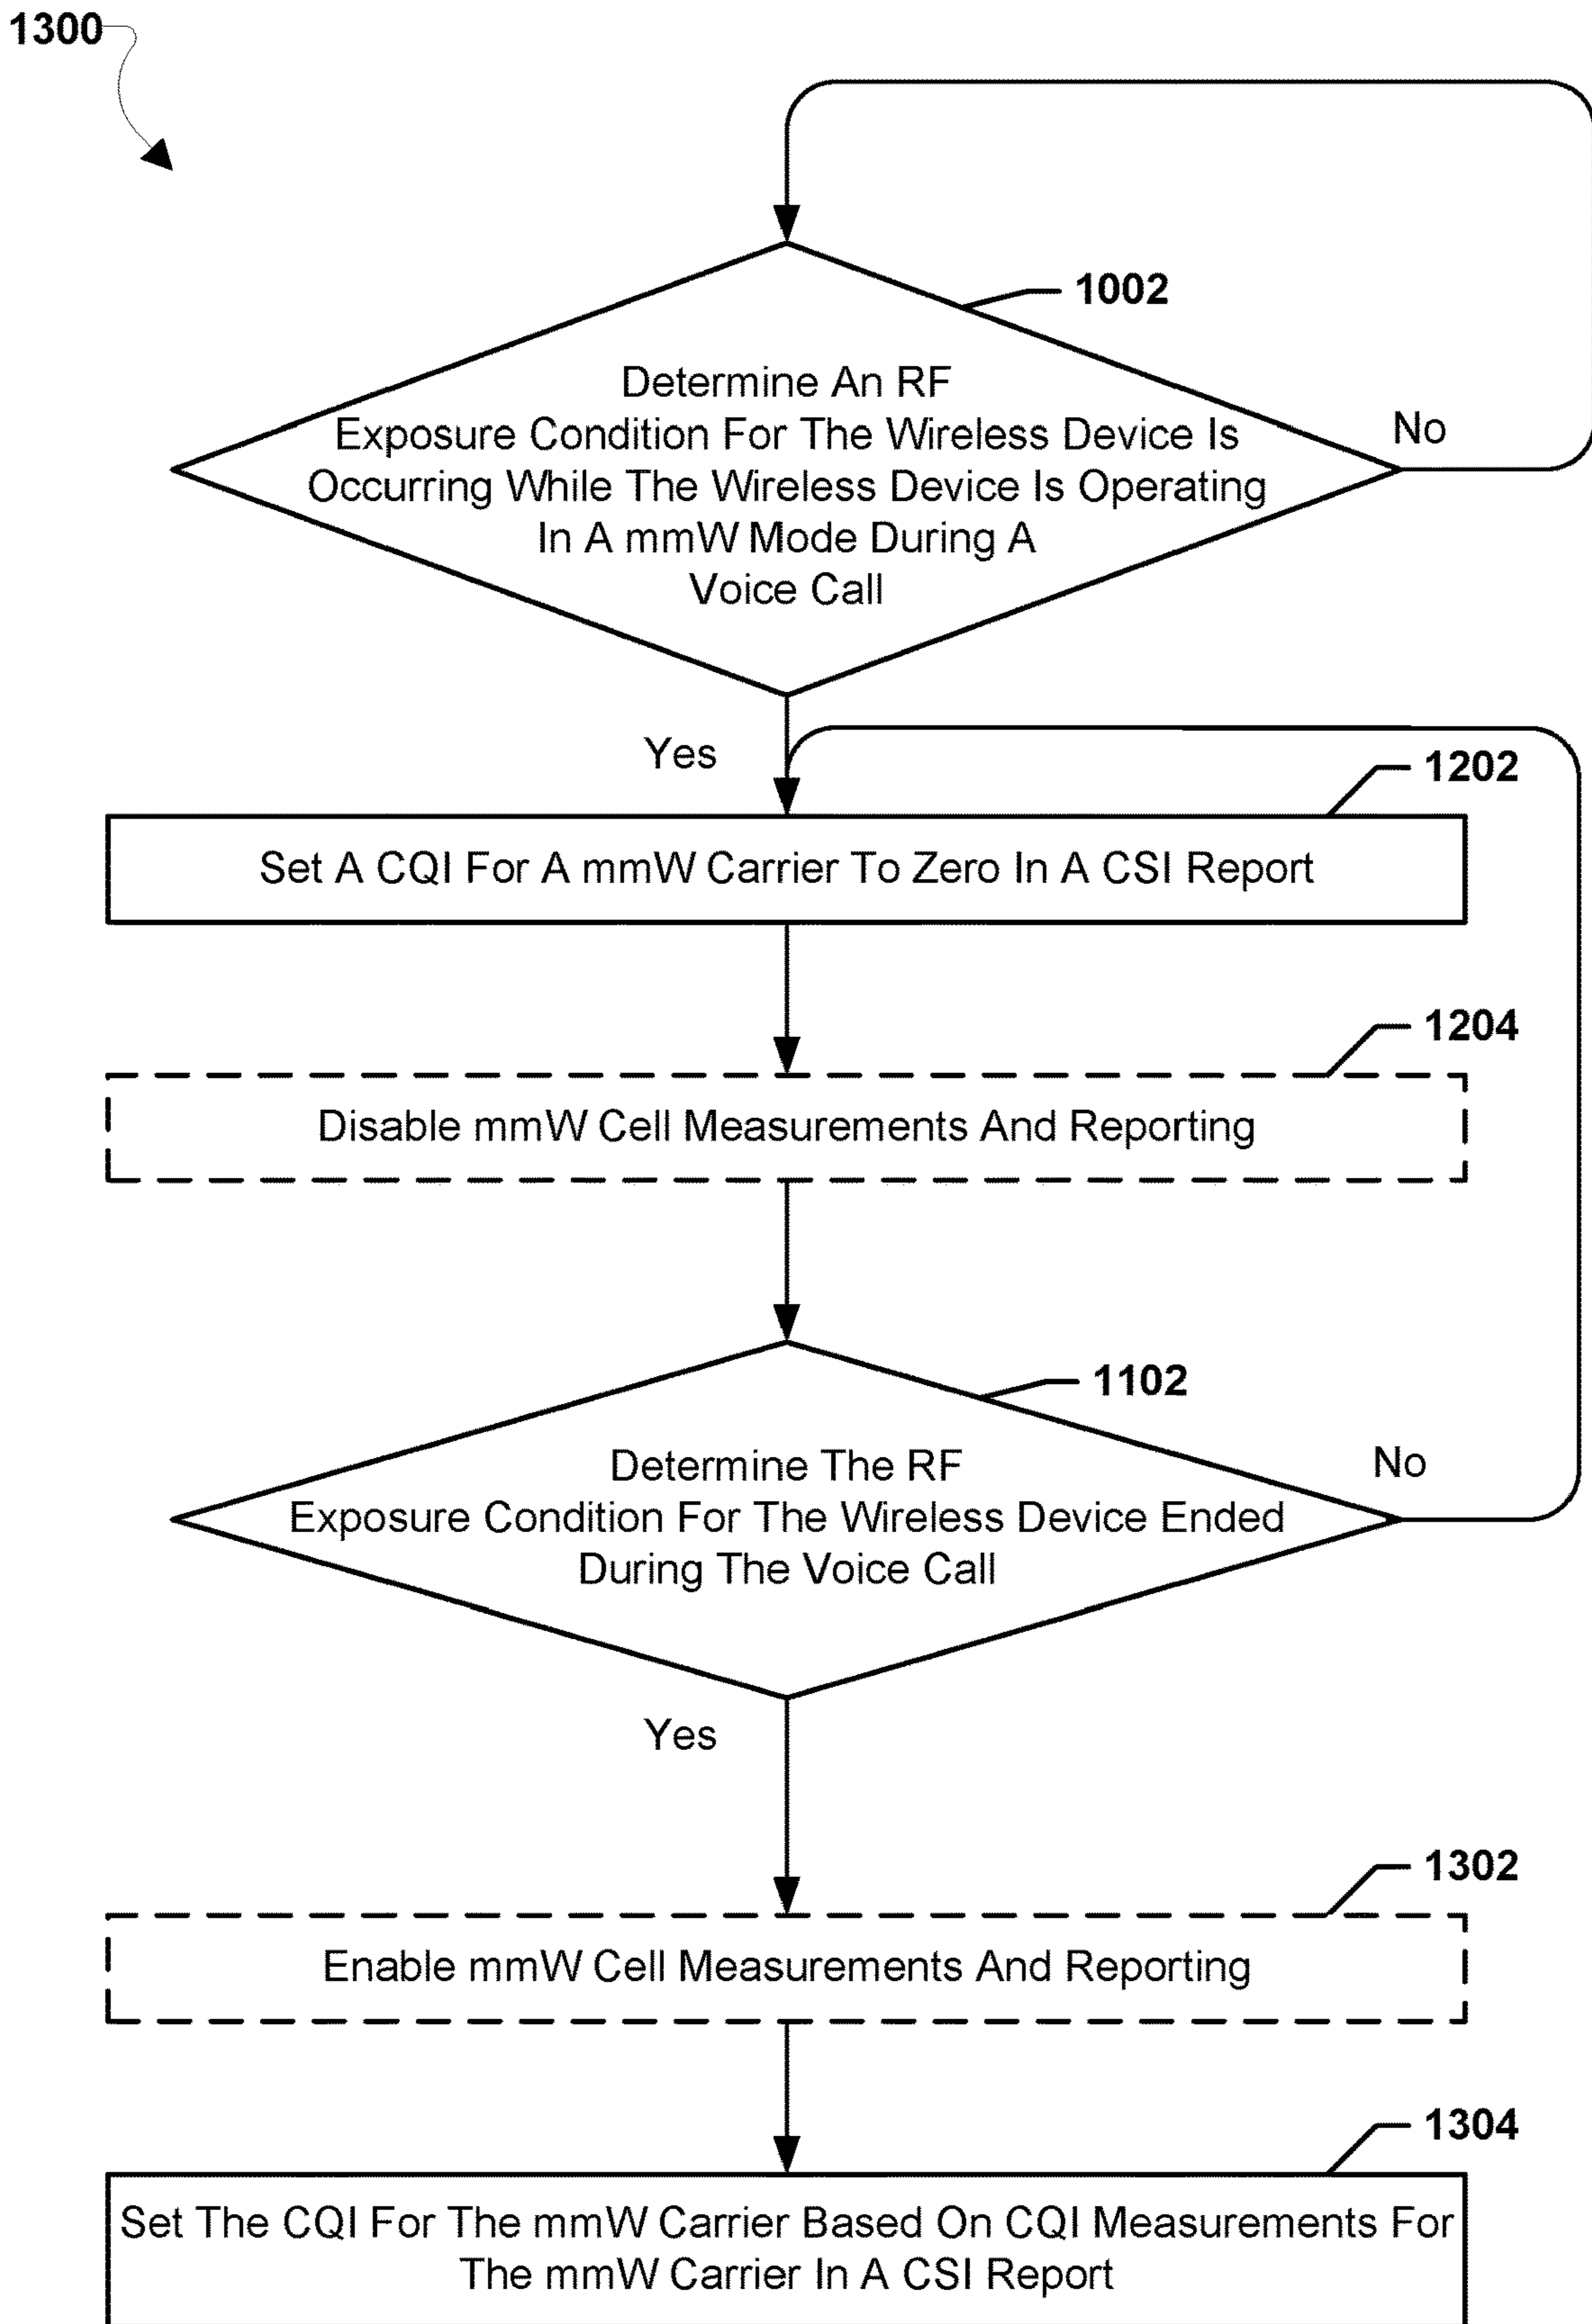 1300
1002
Determine An RF
Exposure Condition For The Wireless Device Is
Occurring While The Wireless Device Is Operating
In A mmW Mode During A
Voice Call
No
Yes
1202
Set A CQI For A mmW Carrier To Zero In A CSI Report
1204
Disable mmW Cell Measurements And Reporting
1102
Determine The RF
Exposure Condition For The Wireless Device Ended
During The Voice Call
No
Yes
1302
Enable mmW Cell Measurements And Reporting
1304
Set The CQI For The mmW Carrier Based On CQI Measurements For
The mmW Carrier In A CSI Report